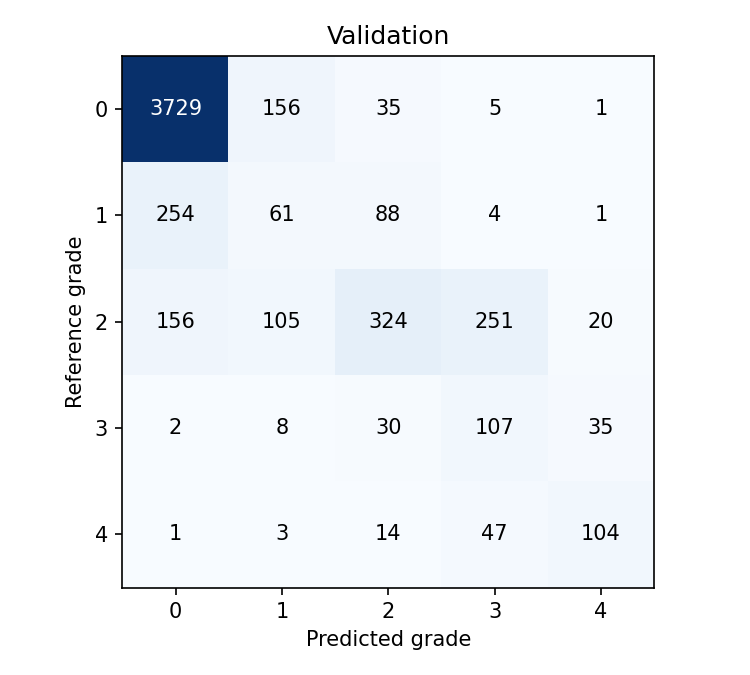 Validation
0 3729 156 35 5 1
1 254 61 88 4 1
2 156 105 324 251 20
3 2 8 30 107 35
4 1 3 14 47 104
0 1 2 3 4
Reference grade
Predicted grade